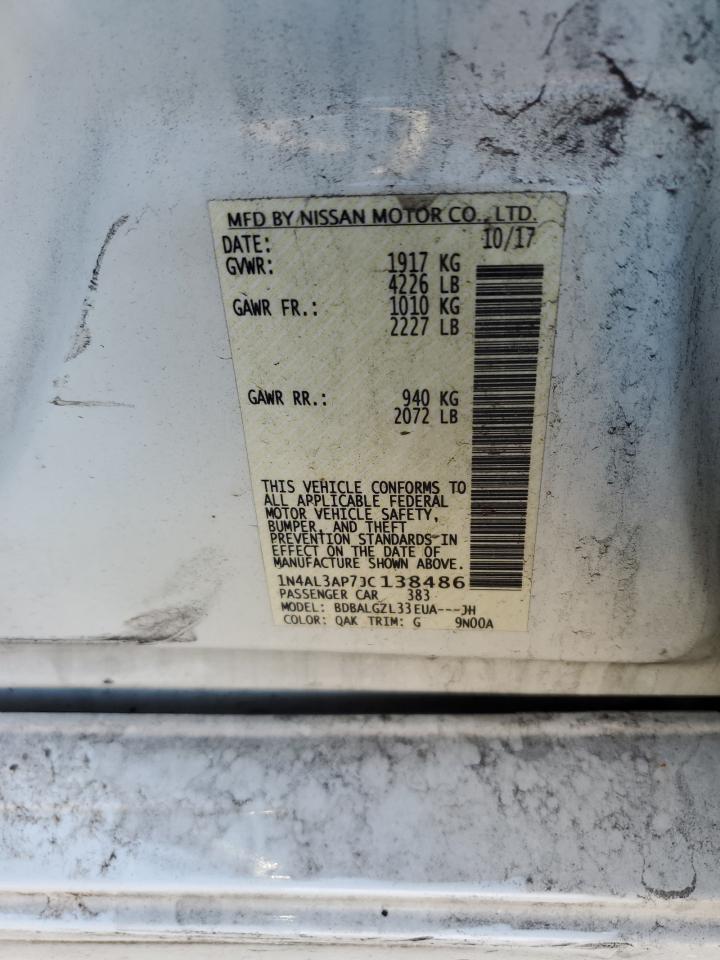 MFD BY NISSAN MOTOR CO., LTD.
DATE: 10/17
GVWR: 1917 KG
4226 LB
GAWR FR.: 1010 KG
2227 LB
GAWR RR.: 940 KG
2072 LB
THIS VEHICLE CONFORMS TO
ALL APPLICABLE FEDERAL
MOTOR VEHICLE SAFETY,
BUMPER, AND THEFT
PREVENTION STANDARDS IN
EFFECT ON THE DATE OF
MANUFACTURE SHOWN ABOVE.
1N4AL3AP7JC138486
PASSENGER CAR 383
MODEL: BDBALGZL33EUA---JH
COLOR: QAK TRIM: G 9N00A